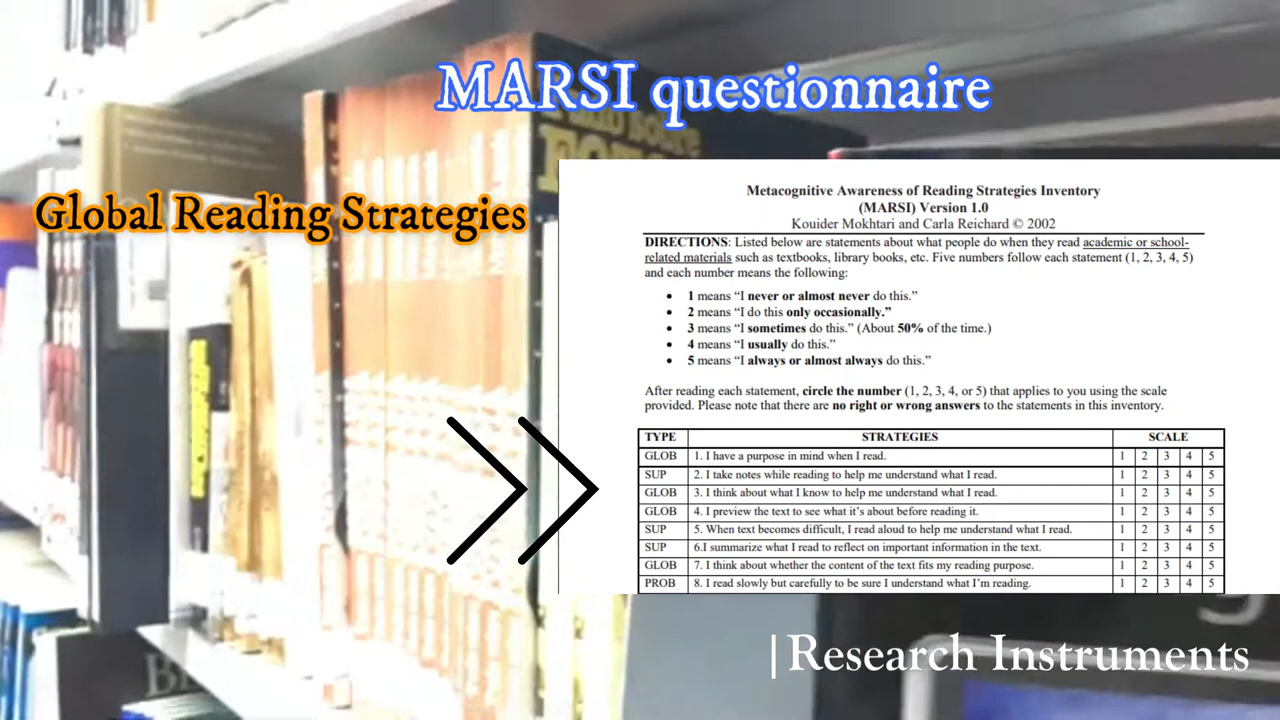 MARSI questionnaire
Global Reading Strategies
Metacognitive Awareness of Reading Strategies Inventory
(MARSI) Version 1.0
Kouider Mokhtari and Carla Reichard © 2002
DIRECTIONS: Listed below are statements about what people do when they read academic or school-
related materials such as textbooks, library books, etc. Five numbers follow each statement (1, 2, 3, 4, 5)
and each number means the following:
• 1 means “I never or almost never do this.”
• 2 means “I do this only occasionally.”
• 3 means “I sometimes do this.” (About 50% of the time.)
• 4 means “I usually do this.”
• 5 means “I always or almost always do this.”
After reading each statement, circle the number (1, 2, 3, 4, or 5) that applies to you using the scale
provided. Please note that there are no right or wrong answers to the statements in this inventory.
TYPE STRATEGIES SCALE
GLOB 1. I have a purpose in mind when I read. 1 2 3 4 5
SUP 2. I take notes while reading to help me understand what I read. 1 2 3 4 5
GLOB 3. I think about what I know to help me understand what I read. 1 2 3 4 5
GLOB 4. I preview the text to see what it’s about before reading it. 1 2 3 4 5
SUP 5. When text becomes difficult, I read aloud to help me understand what I read. 1 2 3 4 5
SUP 6.I summarize what I read to reflect on important information in the text. 1 2 3 4 5
GLOB 7. I think about whether the content of the text fits my reading purpose. 1 2 3 4 5
PROB 8. I read slowly but carefully to be sure I understand what I’m reading. 1 2 3 4 5
|Research Instruments